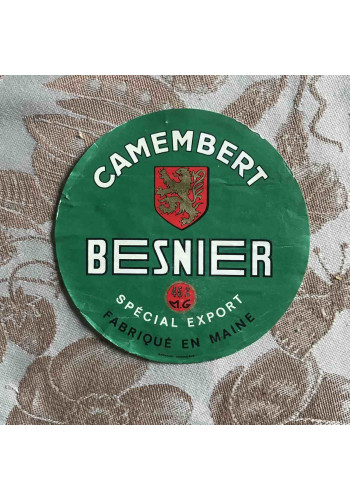 CAMEMBERT
BESNIER
M.G
SPÉCIAL EXPORT
FABRIQUÉ EN MAINE